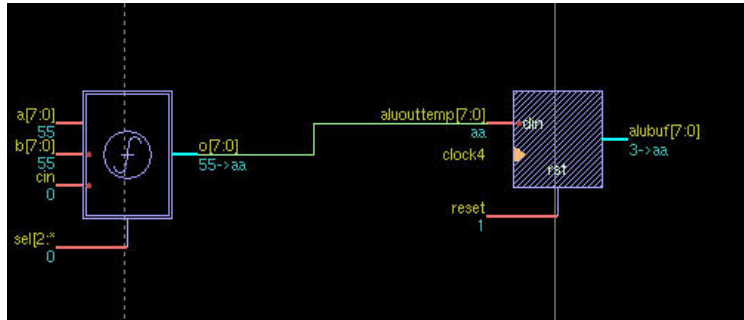 a[7:0]
55
b[7:0]
55
cin
0
sel[2:*
0
o[7:0]
55->aa
aluouttemp[7:0]
aa
din
clock4
rst
reset
1
alubuf[7:0]
3->aa